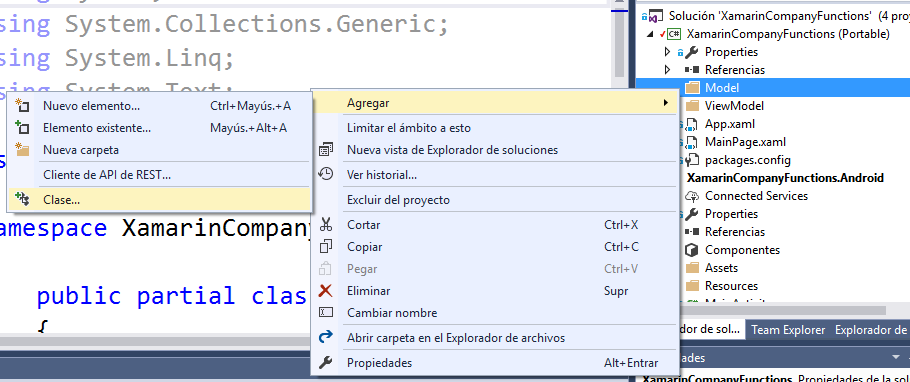 sing System.Collections.Generic;
sing System.Linq;
sing System.Text;
amespace XamarinCompany
public partial clas
{
Nuevo elemento... Ctrl+Mayús.+A
Elemento existente... Mayús.+Alt+A
Nueva carpeta
Cliente de API de REST...
Clase...
Agregar
Limitar el ámbito a esto
Nueva vista de Explorador de soluciones
Ver historial...
Excluir del proyecto
Cortar Ctrl+X
Copiar Ctrl+C
Pegar Ctrl+V
Eliminar Supr
Cambiar nombre
Abrir carpeta en el Explorador de archivos
Propiedades Alt+Entrar
Solución 'XamarinCompanyFunctions' (4 proy
C# XamarinCompanyFunctions (Portable)
Properties
Referencias
Model
ViewModel
App.xaml
MainPage.xaml
packages.config
XamarinCompanyFunctions.Android
Connected Services
Properties
Referencias
Componentes
Assets
Resources
dor de sol... Team Explorer Explorador de
ades
XamarinCompanyFunctions Propiedades de la sol